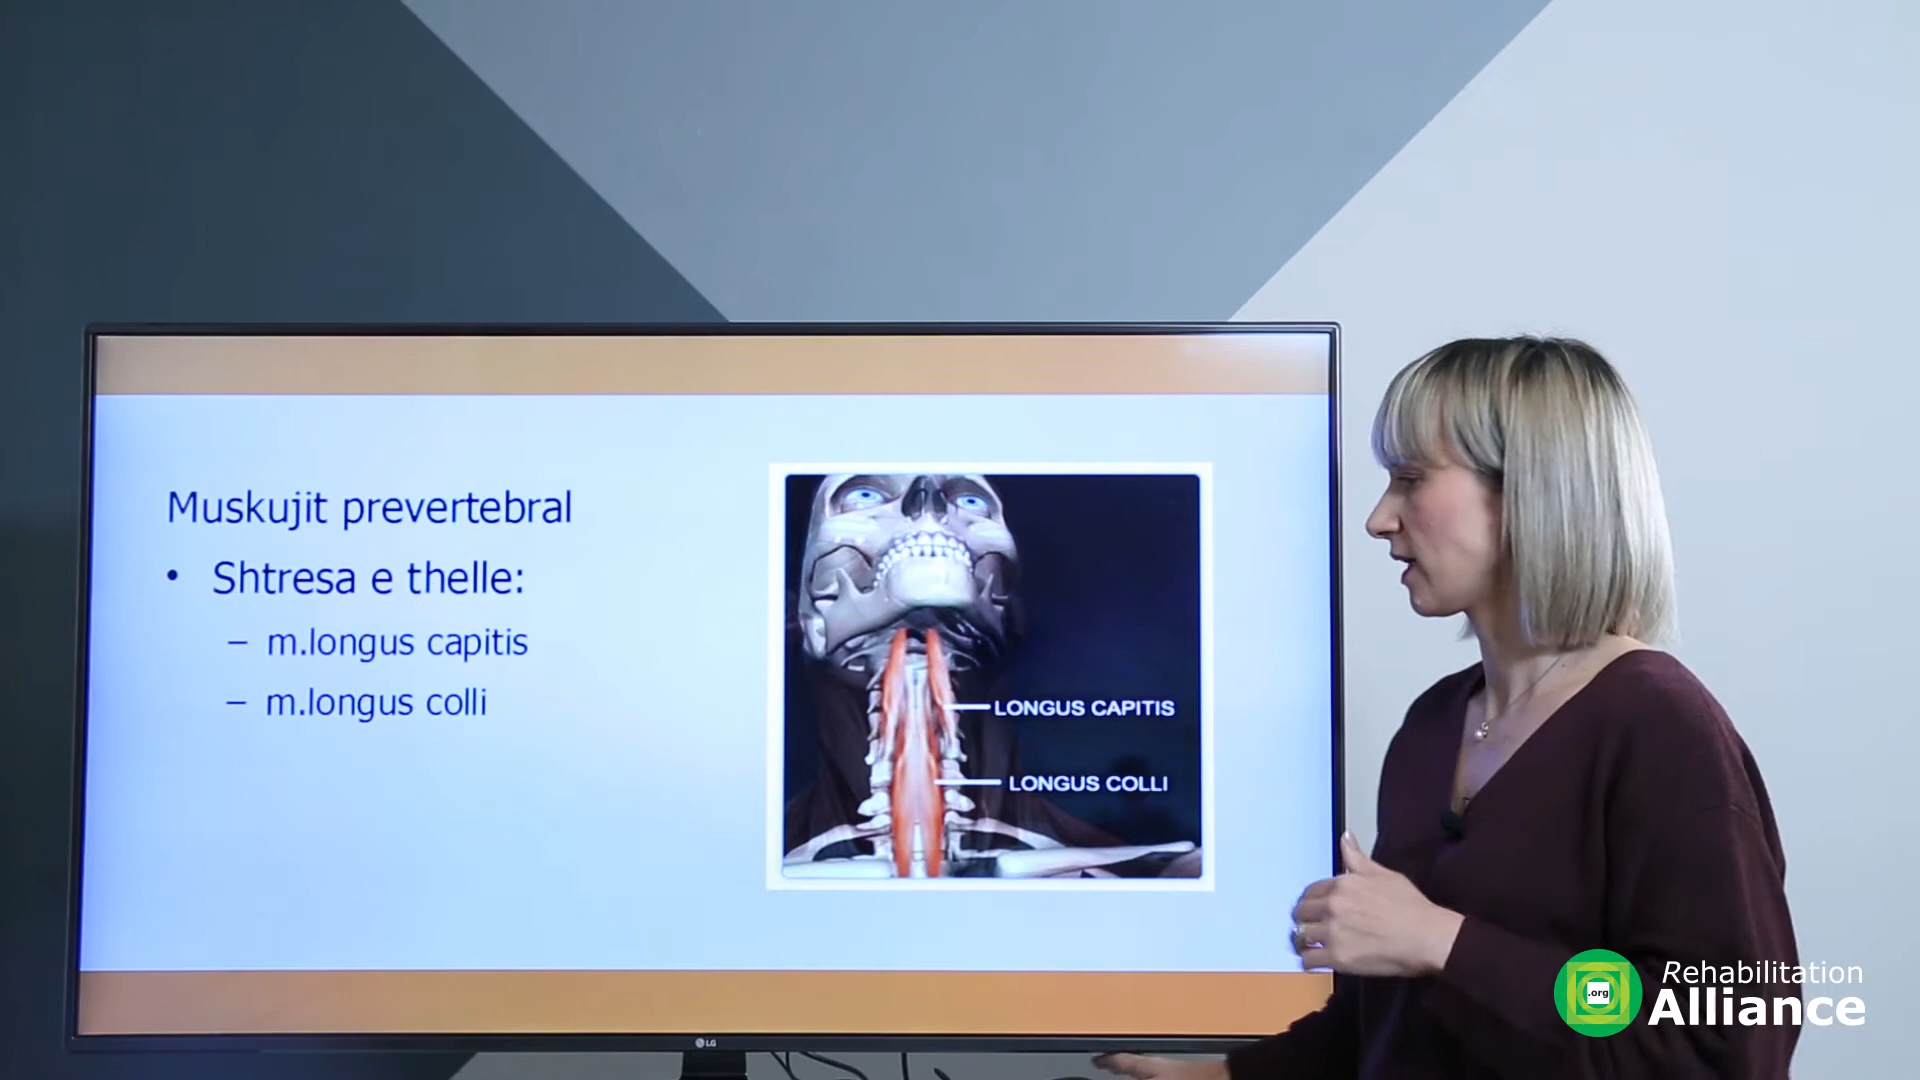 Muskujit prevertebral
• Shtresa e thelle:
– m.longus capitis
– m.longus colli
LONGUS CAPITIS
LONGUS COLLI
LG
.org
Rehabilitation
Alliance